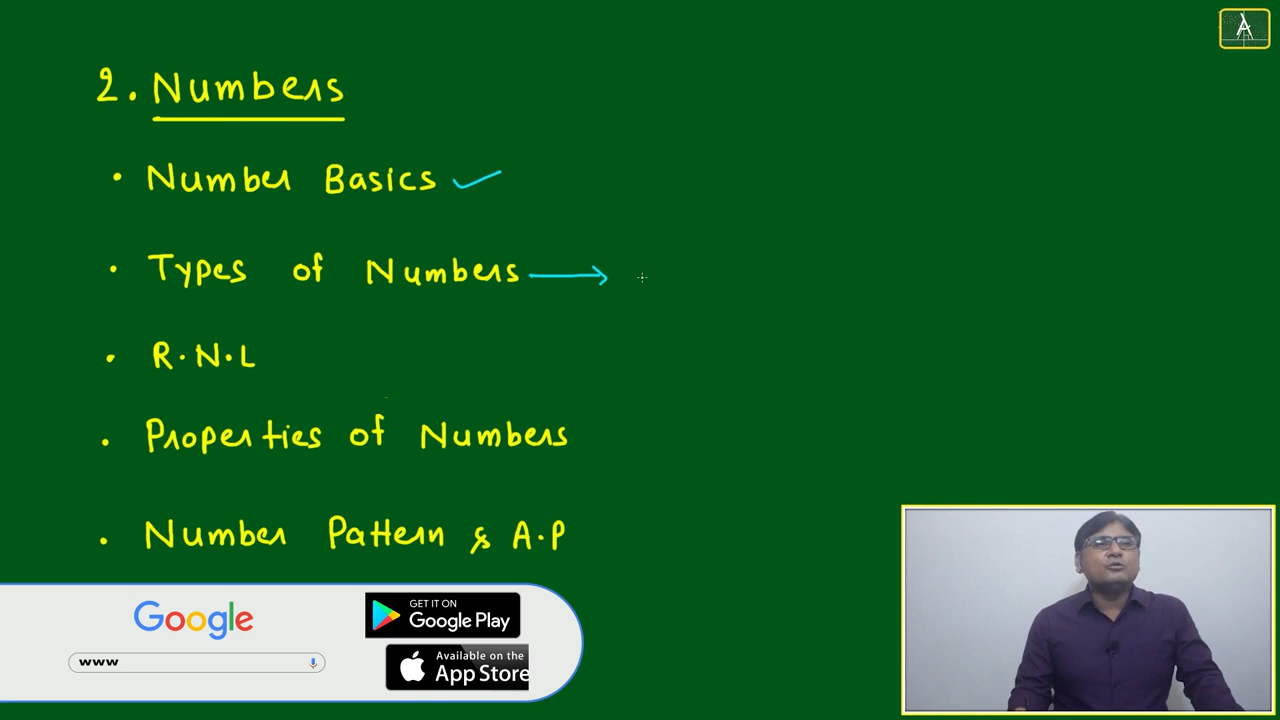 A
2. Numbers
• Number Basics ✓
• Types of Numbers →
• R.N.L
• Properties of Numbers
• Number Pattern & A.P
Google
www
GET IT ON
Google Play
Available on the
App Store